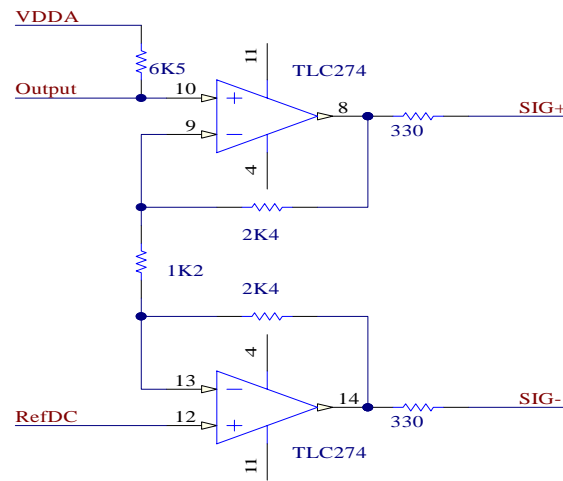 VDDA
11
TLC274
6K5
Output
10
8
SIG+
9
330
4
2K4
1K2
2K4
4
13
14
SIG-
RefDC
12
330
TLC274
11